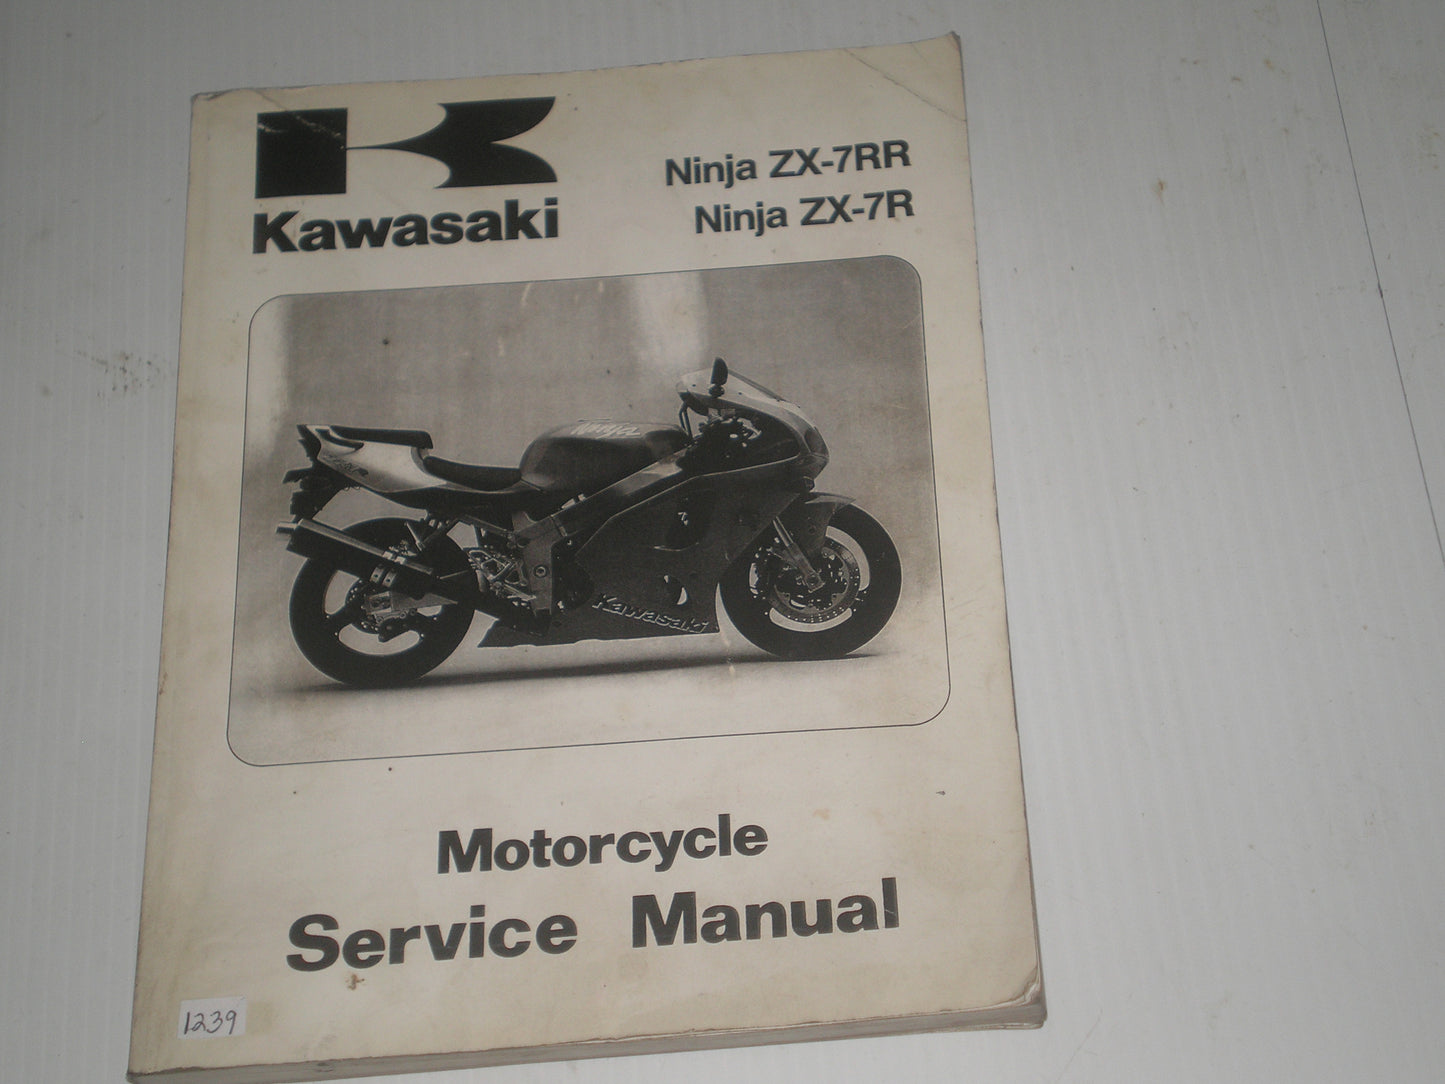 Kawasaki
Ninja ZX-7RR
Ninja ZX-7R
Ninja
Kawasaki
Motorcycle
Service Manual
1239